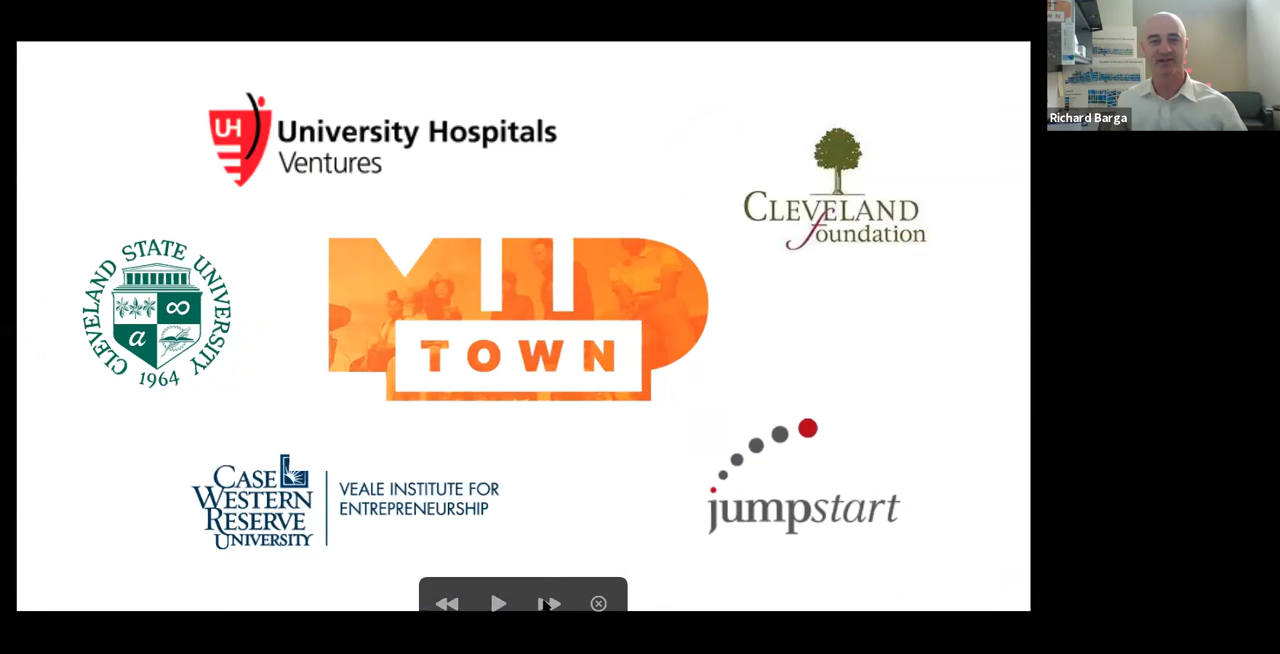 UH
University Hospitals
Ventures
CLEVELAND
foundation
CLEVELAND STATE UNIVERSITY
a
1964
MID
TOWN
CASE
WESTERN
RESERVE
UNIVERSITY
VEALE INSTITUTE FOR
ENTREPRENEURSHIP
jumpstart
Richard Barga